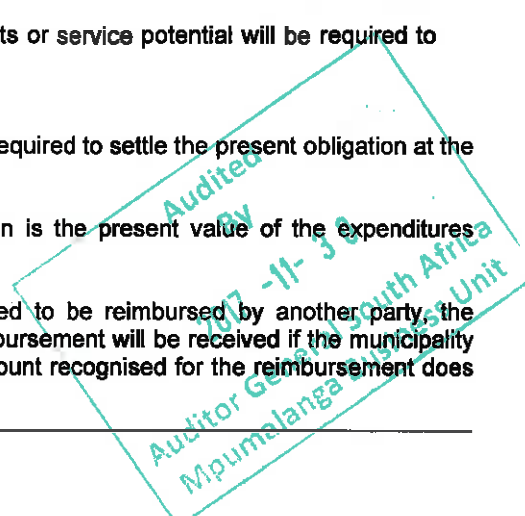 ts or service potential will be required to
equired to settle the present obligation at the
n is the present value of the expenditures
ed to be reimbursed by another party, the
bursement will be received if the municipality
ount recognised for the reimbursement does
Audited
By
2017 -11- 30
Auditor General South Africa
Mpumalanga Business Unit